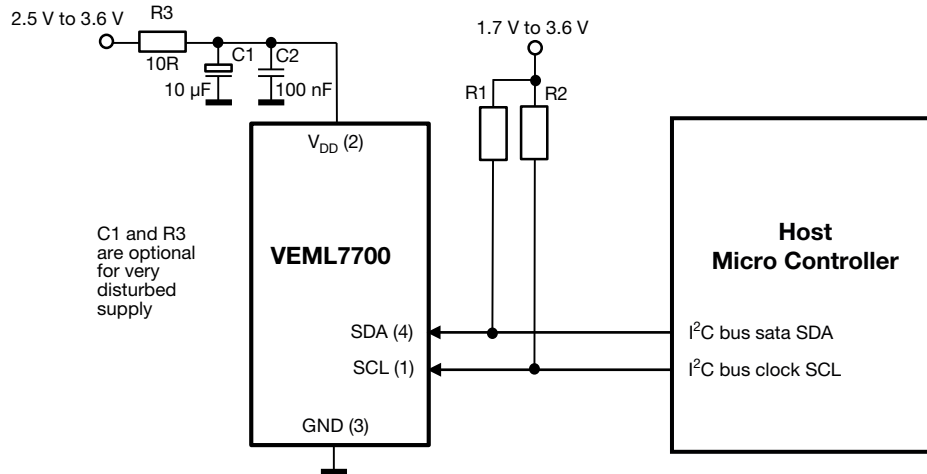 2.5 V to 3.6 V
R3
10R
C1
10 µF
C2
100 nF
1.7 V to 3.6 V
R1
R2
V_DD (2)
C1 and R3
are optional
for very
disturbed
supply
VEML7700
SDA (4)
SCL (1)
GND (3)
Host
Micro Controller
I²C bus sata SDA
I²C bus clock SCL